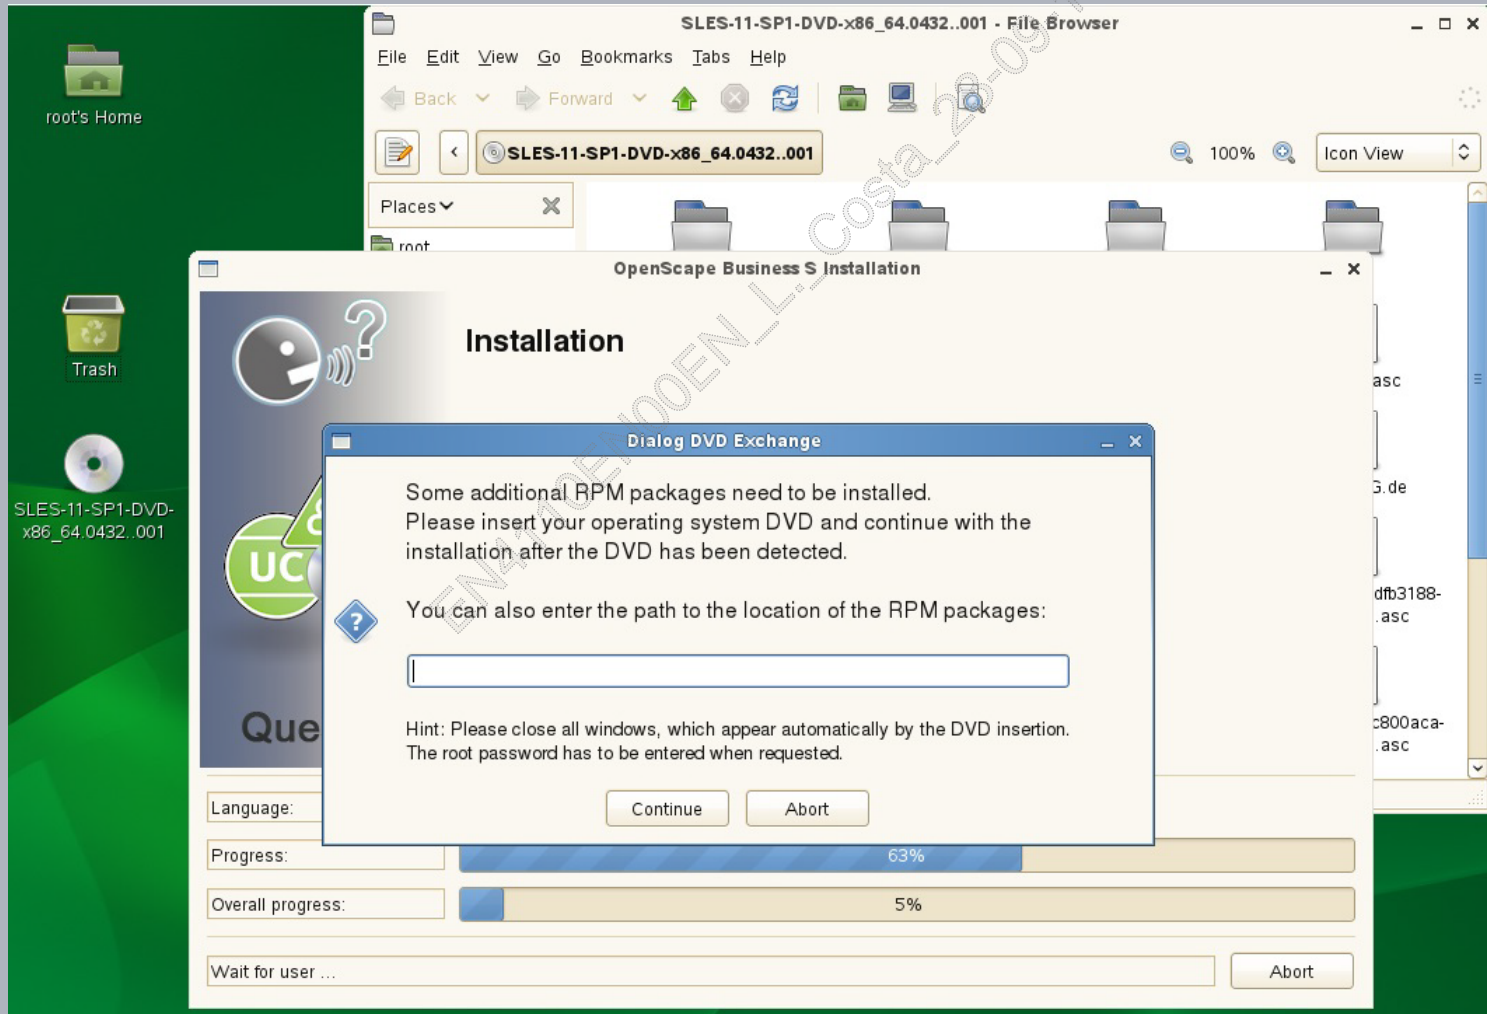 SLES-11-SP1-DVD-x86_64.0432..001 - File Browser
File Edit View Go Bookmarks Tabs Help
Back Forward
SLES-11-SP1-DVD-x86_64.0432..001
100%
Icon View
Places
root
root's Home
Trash
SLES-11-SP1-DVD-
x86_64.0432..001
OpenScape Business S Installation
Installation
UC
Que
asc
G.de
dfb3188-
.asc
c800aca-
.asc
Dialog DVD Exchange
Some additional RPM packages need to be installed.
Please insert your operating system DVD and continue with the
installation after the DVD has been detected.
You can also enter the path to the location of the RPM packages:
?
Hint: Please close all windows, which appear automatically by the DVD insertion.
The root password has to be entered when requested.
Continue
Abort
Language:
Progress:
63%
Overall progress:
5%
Wait for user ...
Abort